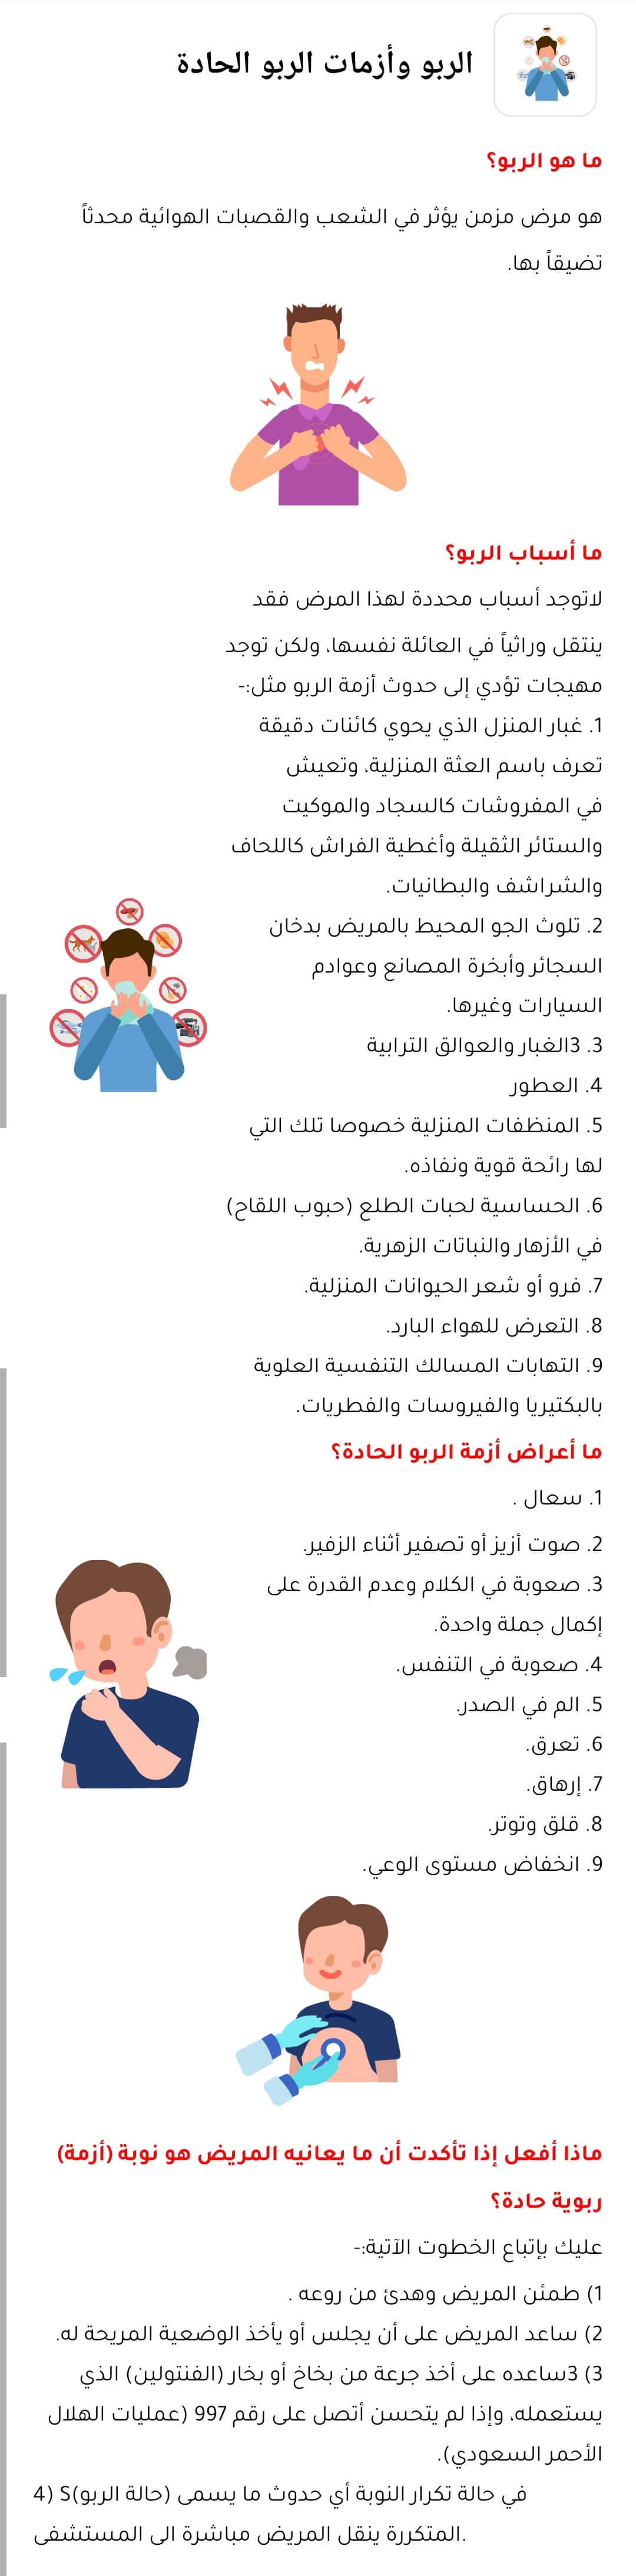 الربو وأزمات الربو الحادة
ما هو الربو؟
هو مرض مزمن يؤثر في الشعب والقصبات الهوائية محدثاً
تضيقاً بها.
ما أسباب الربو؟
لاتوجد أسباب محددة لهذا المرض فقد
ينتقل وراثياً في العائلة نفسها، ولكن توجد
مهيجات تؤدي إلى حدوث أزمة الربو مثل:-
1. غبار المنزل الذي يحوي كائنات دقيقة
تعرف باسم العثة المنزلية، وتعيش
في المفروشات كالسجاد والموكيت
والستائر الثقيلة وأغطية الفراش كاللحاف
والشراشف والبطانيات.
2. تلوث الجو المحيط بالمريض بدخان
السجائر وأبخرة المصانع وعوادم
السيارات وغيرها.
3. 3الغبار والعوالق الترابية
4. العطور
5. المنظفات المنزلية خصوصا تلك التي
لها رائحة قوية ونفاذه.
6. الحساسية لحبات الطلع (حبوب اللقاح)
في الأزهار والنباتات الزهرية.
7. فرو أو شعر الحيوانات المنزلية.
8. التعرض للهواء البارد.
9. التهابات المسالك التنفسية العلوية
بالبكتيريا والفيروسات والفطريات.
ما أعراض أزمة الربو الحادة؟
1. سعال .
2. صوت أزيز أو تصفير أثناء الزفير.
3. صعوبة في الكلام وعدم القدرة على
إكمال جملة واحدة.
4. صعوبة في التنفس.
5. الم في الصدر.
6. تعرق.
7. إرهاق.
8. قلق وتوتر.
9. انخفاض مستوى الوعي.
ماذا أفعل إذا تأكدت أن ما يعانيه المريض هو نوبة (أزمة)
ربوية حادة؟
عليك بإتباع الخطوت الآتية:-
1) طمئن المريض وهدئ من روعه .
2) ساعد المريض على أن يجلس أو يأخذ الوضعية المريحة له.
3) 3ساعده على أخذ جرعة من بخاخ أو بخار (الفنتولين) الذي
يستعمله، وإذا لم يتحسن أتصل على رقم 997 (عمليات الهلال
الأحمر السعودي).
4) S(في حالة تكرار النوبة أي حدوث ما يسمى (حالة الربو
المتكررة ينقل المريض مباشرة الى المستشفى.